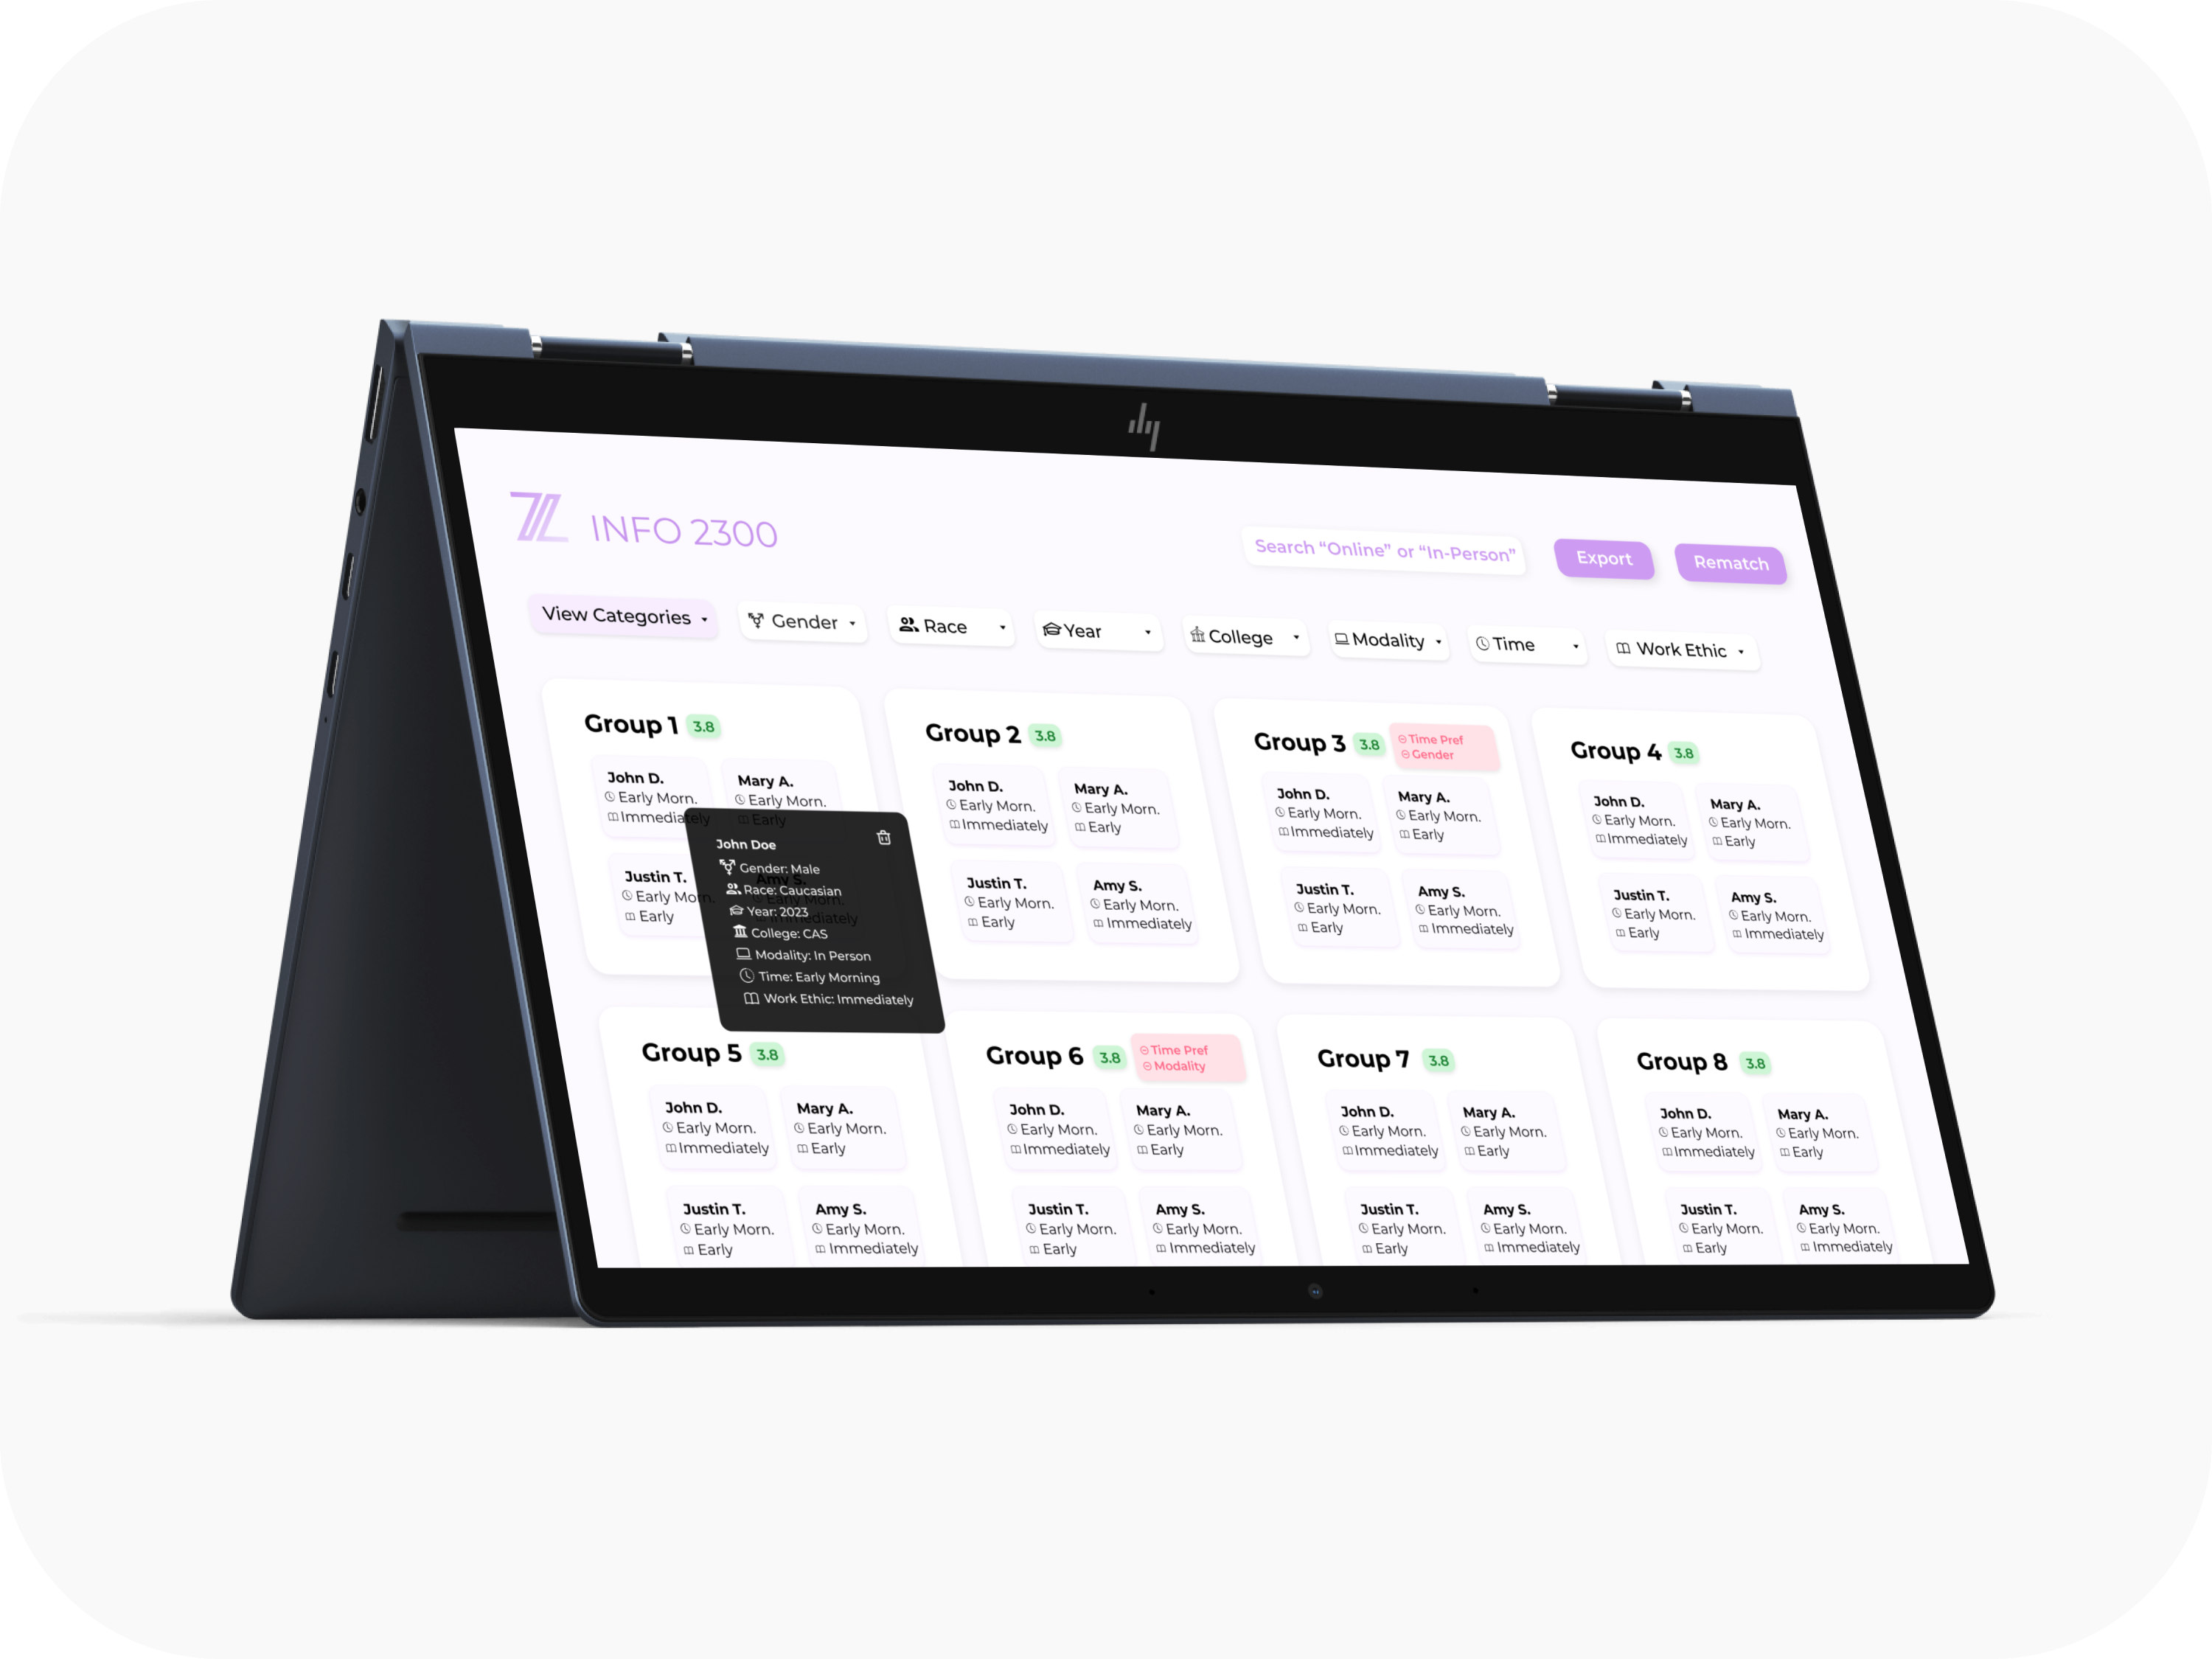 hp
INFO 2300
Search “Online” or “In-Person”
Export
Rematch
View Categories
Gender
Race
Year
College
Modality
Time
Work Ethic
Group 1 3.8
John D.
Early Morn.
Immediately
Mary A.
Early Morn.
Early
Justin T.
Early Morn.
Early
Amy S.
Early Morn.
Immediately
John Doe
Gender: Male
Race: Caucasian
Year: 2023
College: CAS
Modality: In Person
Time: Early Morning
Work Ethic: Immediately
Group 2 3.8
John D.
Early Morn.
Immediately
Mary A.
Early Morn.
Early
Justin T.
Early Morn.
Early
Amy S.
Early Morn.
Immediately
Group 3 3.8
Time Pref
Gender
John D.
Early Morn.
Immediately
Mary A.
Early Morn.
Early
Justin T.
Early Morn.
Early
Amy S.
Early Morn.
Immediately
Group 4 3.8
John D.
Early Morn.
Immediately
Mary A.
Early Morn.
Early
Justin T.
Early Morn.
Early
Amy S.
Early Morn.
Immediately
Group 5 3.8
John D.
Early Morn.
Immediately
Mary A.
Early Morn.
Early
Justin T.
Early Morn.
Early
Amy S.
Early Morn.
Immediately
Group 6 3.8
Time Pref
Modality
John D.
Early Morn.
Immediately
Mary A.
Early Morn.
Early
Justin T.
Early Morn.
Early
Amy S.
Early Morn.
Immediately
Group 7 3.8
John D.
Early Morn.
Immediately
Mary A.
Early Morn.
Early
Justin T.
Early Morn.
Early
Amy S.
Early Morn.
Immediately
Group 8 3.8
John D.
Early Morn.
Immediately
Mary A.
Early Morn.
Early
Justin T.
Early Morn.
Early
Amy S.
Early Morn.
Immediately